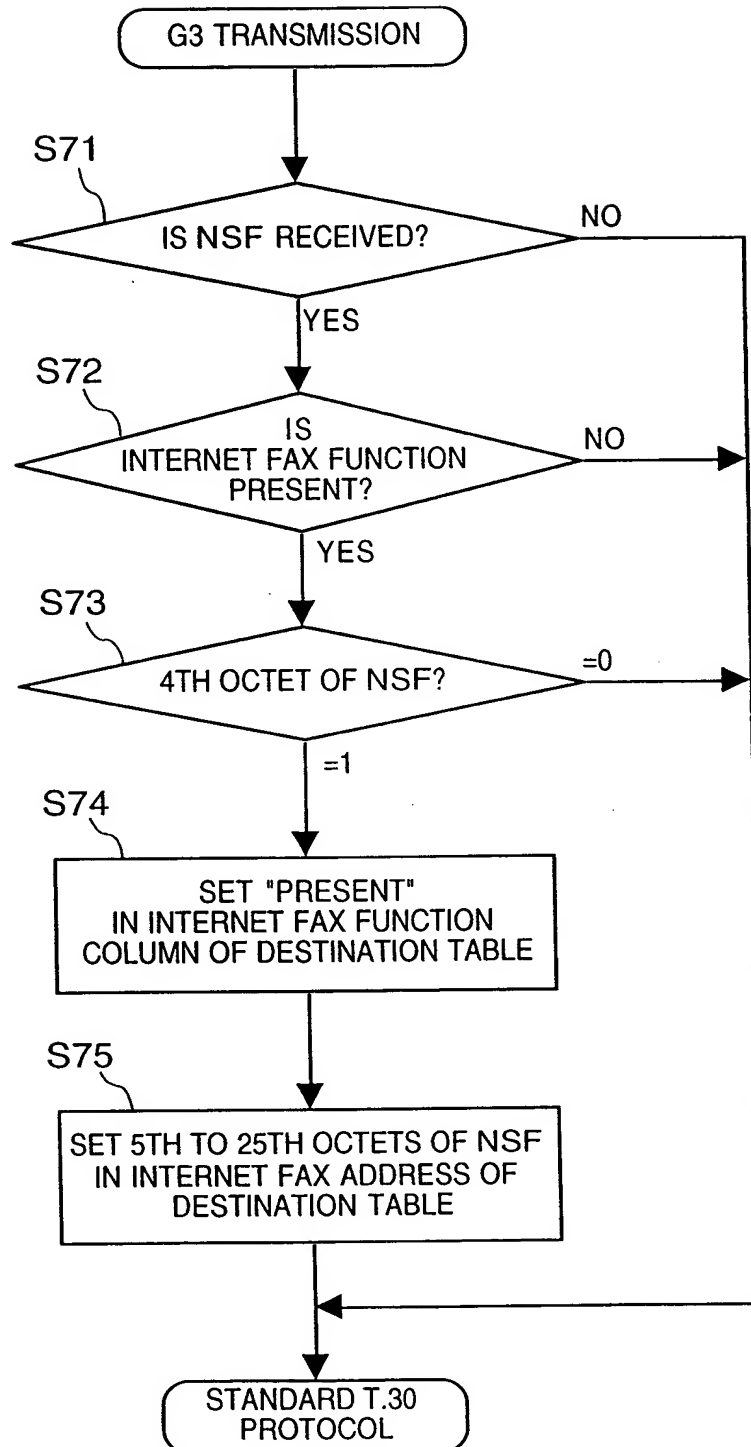 G3 TRANSMISSION
S71
IS NSF RECEIVED?
NO
YES
S72
IS
INTERNET FAX FUNCTION
PRESENT?
NO
YES
S73
4TH OCTET OF NSF?
=0
=1
S74
SET "PRESENT"
IN INTERNET FAX FUNCTION
COLUMN OF DESTINATION TABLE
S75
SET 5TH TO 25TH OCTETS OF NSF
IN INTERNET FAX ADDRESS OF
DESTINATION TABLE
STANDARD T.30
PROTOCOL